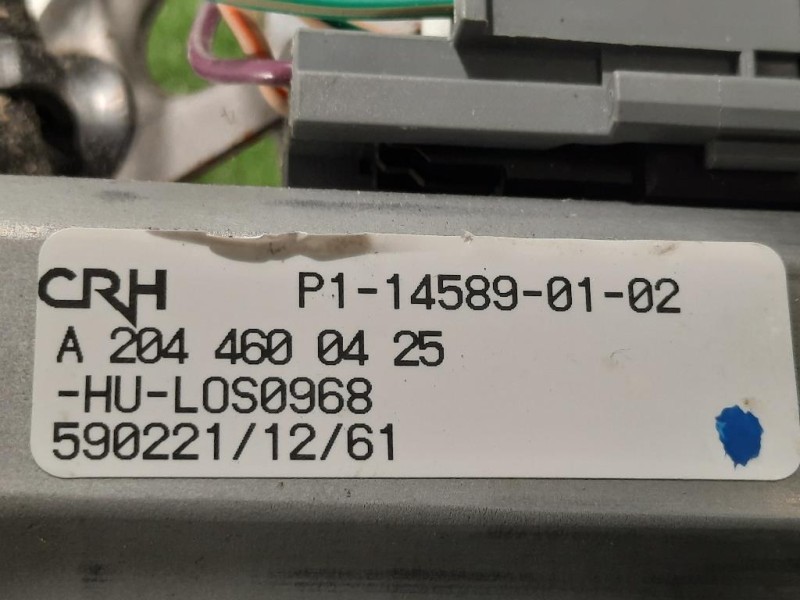 CRH P1-14589-01-02
A 204 460 04 25
-HU-LOS0968
590221/12/61